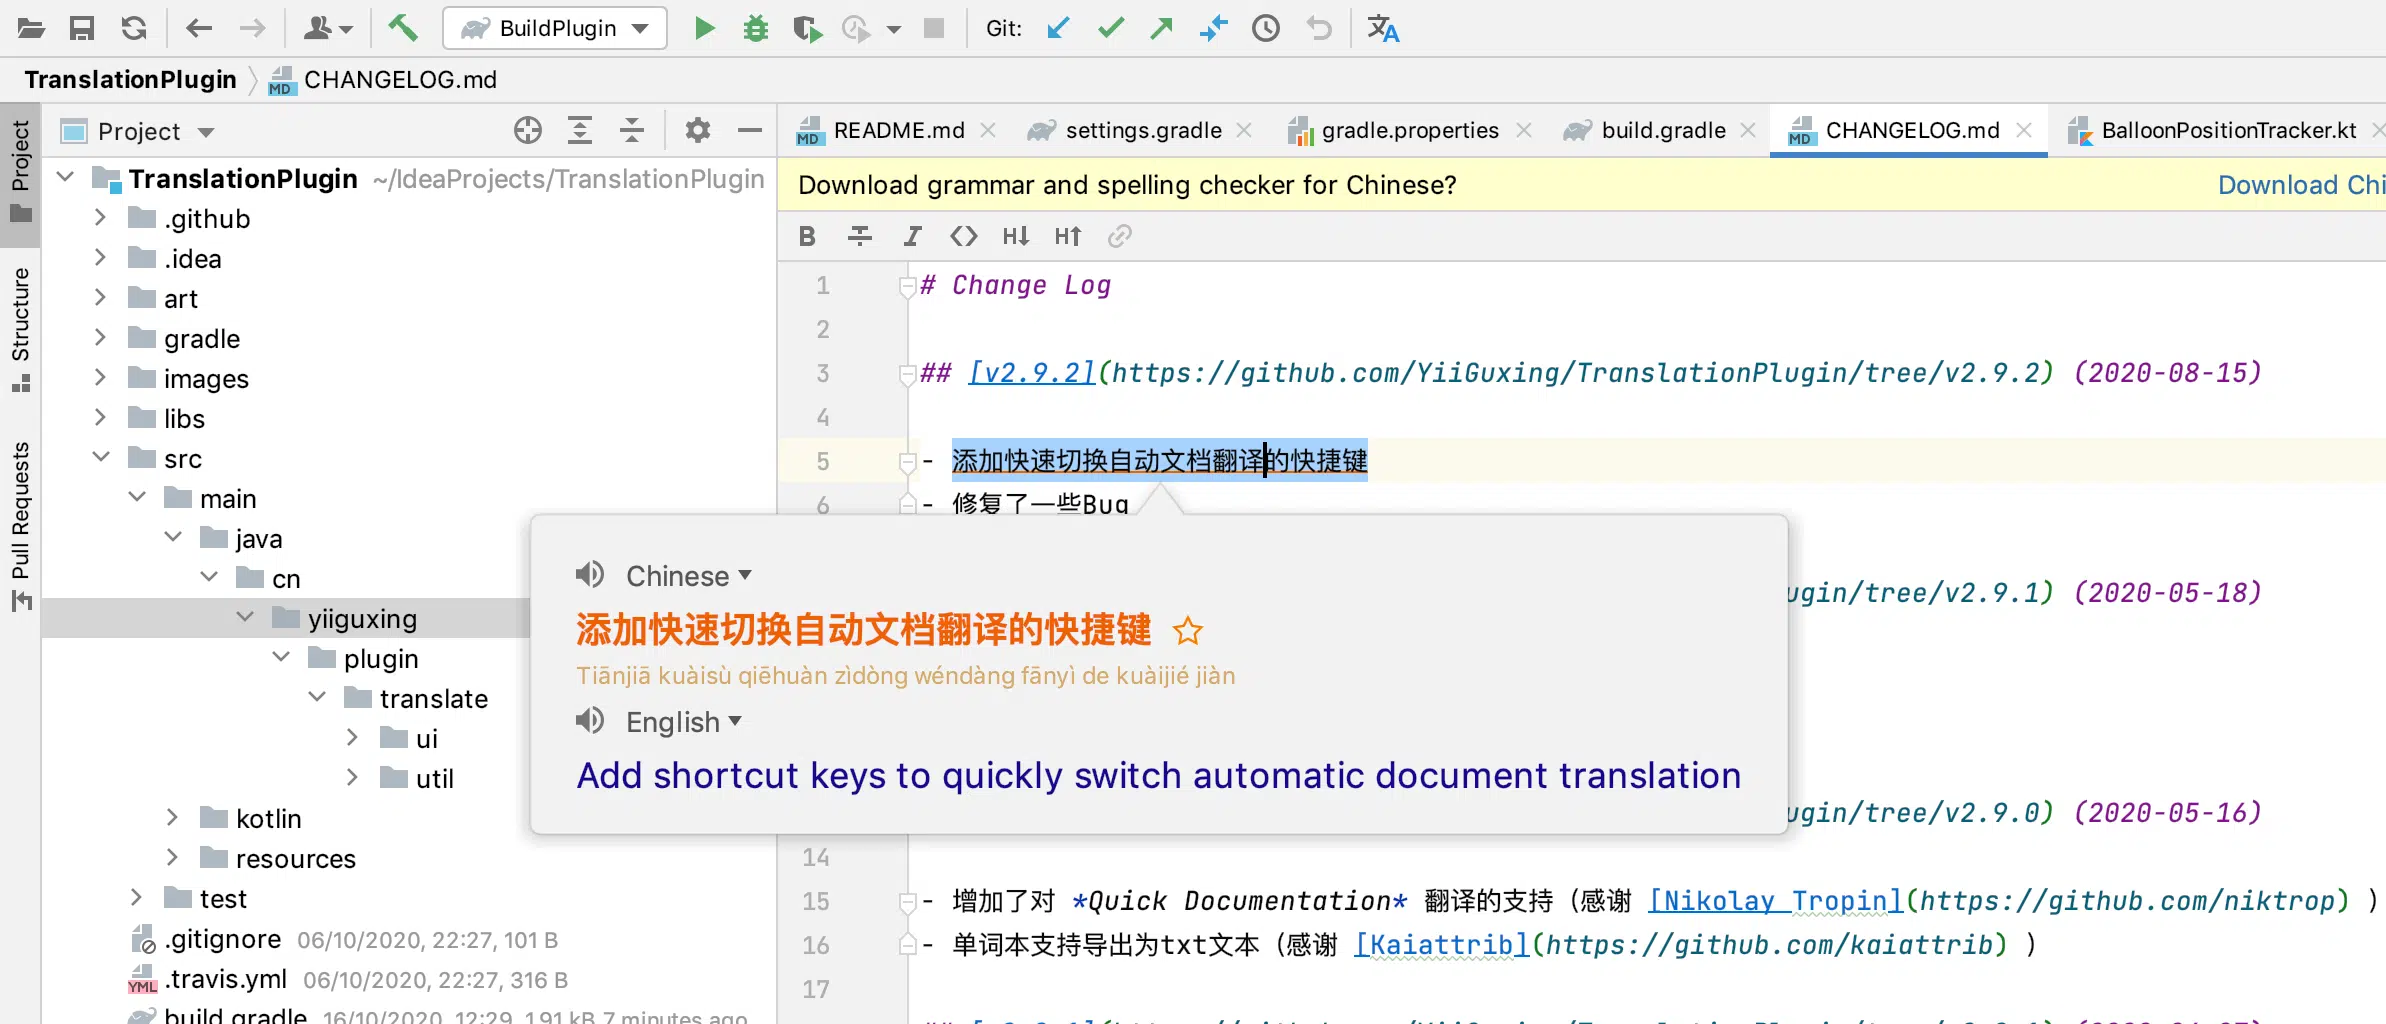 BuildPlugin
Git:
TranslationPlugin
CHANGELOG.md
Project
README.md
settings.gradle
gradle.properties
build.gradle
CHANGELOG.md
BalloonPositionTracker.kt
Project
Structure
Pull Requests
TranslationPlugin ~/IdeaProjects/TranslationPlugin
.github
.idea
art
gradle
images
libs
src
main
java
cn
yiiguxing
plugin
translate
ui
util
kotlin
resources
test
.gitignore 06/10/2020, 22:27, 101 B
.travis.yml 06/10/2020, 22:27, 316 B
build.gradle 16/10/2020, 12:29, 1.91 kB 7 minutes ago
Download grammar and spelling checker for Chinese? Download Chi
1 # Change Log
2
3 ## [v2.9.2](https://github.com/YiiGuxing/TranslationPlugin/tree/v2.9.2) (2020-08-15)
4
5 - 添加快速切换自动文档翻译的快捷键
6 - 修复了一些Bug
ugin/tree/v2.9.1) (2020-05-18)
Chinese
添加快速切换自动文档翻译的快捷键
Tiānjiā kuàisù qiēhuàn zìdòng wéndàng fānyì de kuàijié jiàn
English
Add shortcut keys to quickly switch automatic document translation
ugin/tree/v2.9.0) (2020-05-16)
14
15 - 增加了对 *Quick Documentation* 翻译的支持（感谢 [Nikolay Tropin](https://github.com/niktrop) ）
16 - 单词本支持导出为txt文本（感谢 [Kaiattrib](https://github.com/kaiattrib) ）
17